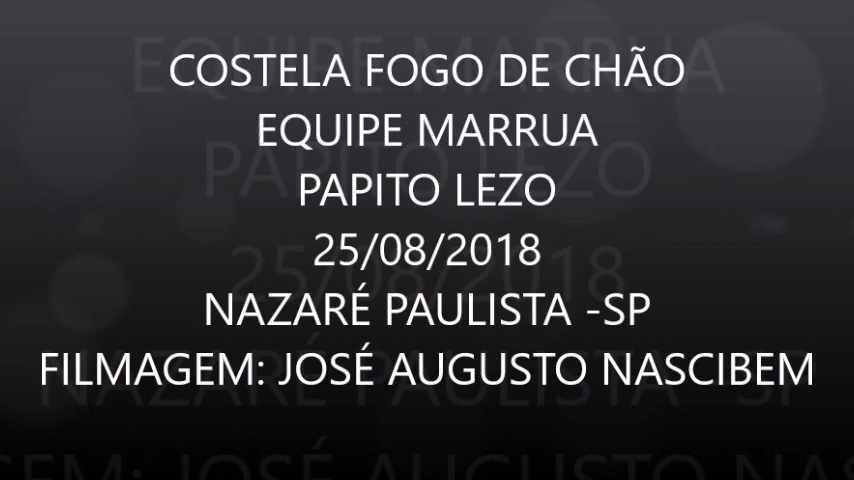 COSTELA FOGO DE CHÃO
EQUIPE MARRUA
PAPITO LEZO
25/08/2018
NAZARÉ PAULISTA -SP
FILMAGEM: JOSÉ AUGUSTO NASCIBEM